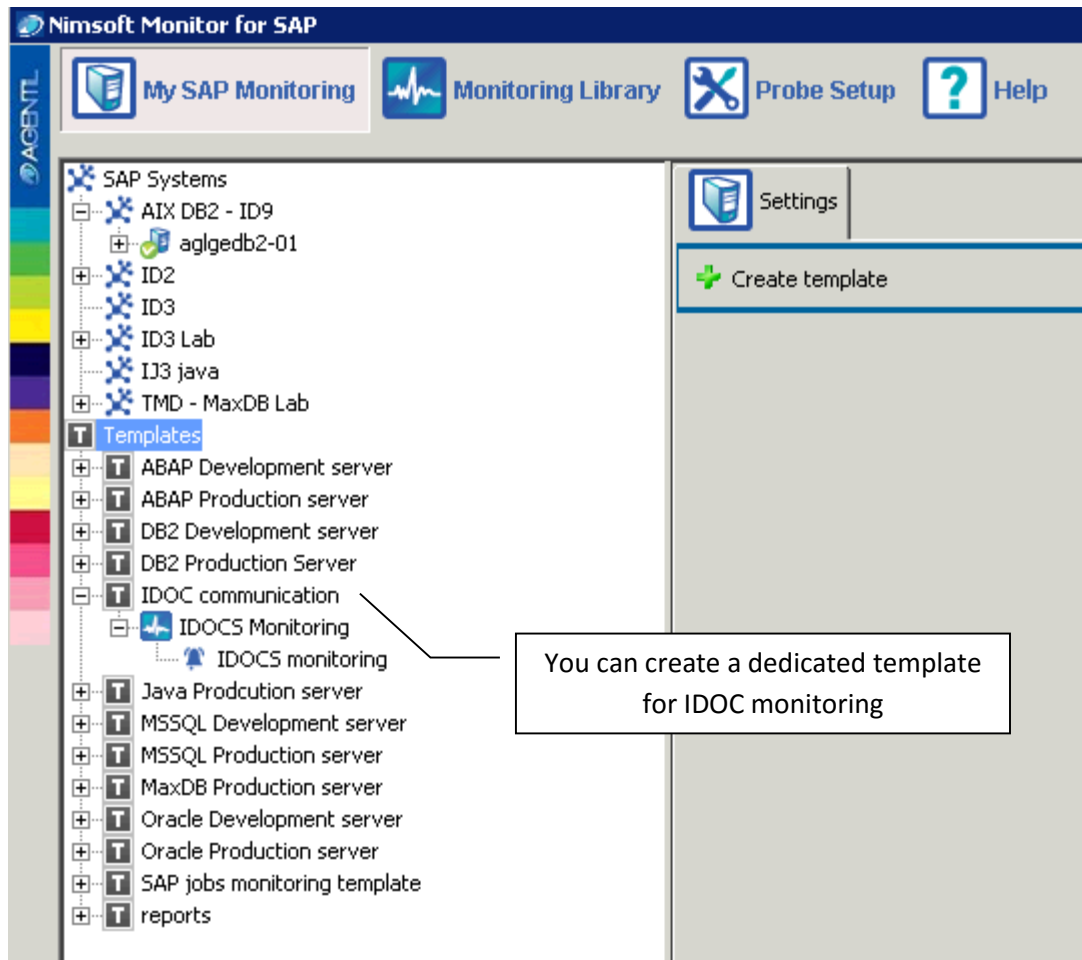 Nimsoft Monitor for SAP
AGENTIL
My SAP Monitoring
Monitoring Library
Probe Setup
? Help
SAP Systems
AIX DB2 - ID9
aglgedb2-01
ID2
ID3
ID3 Lab
IJ3 java
TMD - MaxDB Lab
T Templates
T ABAP Development server
T ABAP Production server
T DB2 Development server
T DB2 Production Server
T IDOC communication
IDOCS Monitoring
IDOCS monitoring
T Java Prodcution server
T MSSQL Development server
T MSSQL Production server
T MaxDB Production server
T Oracle Development server
T Oracle Production server
T SAP jobs monitoring template
T reports
Settings
Create template
You can create a dedicated template
for IDOC monitoring